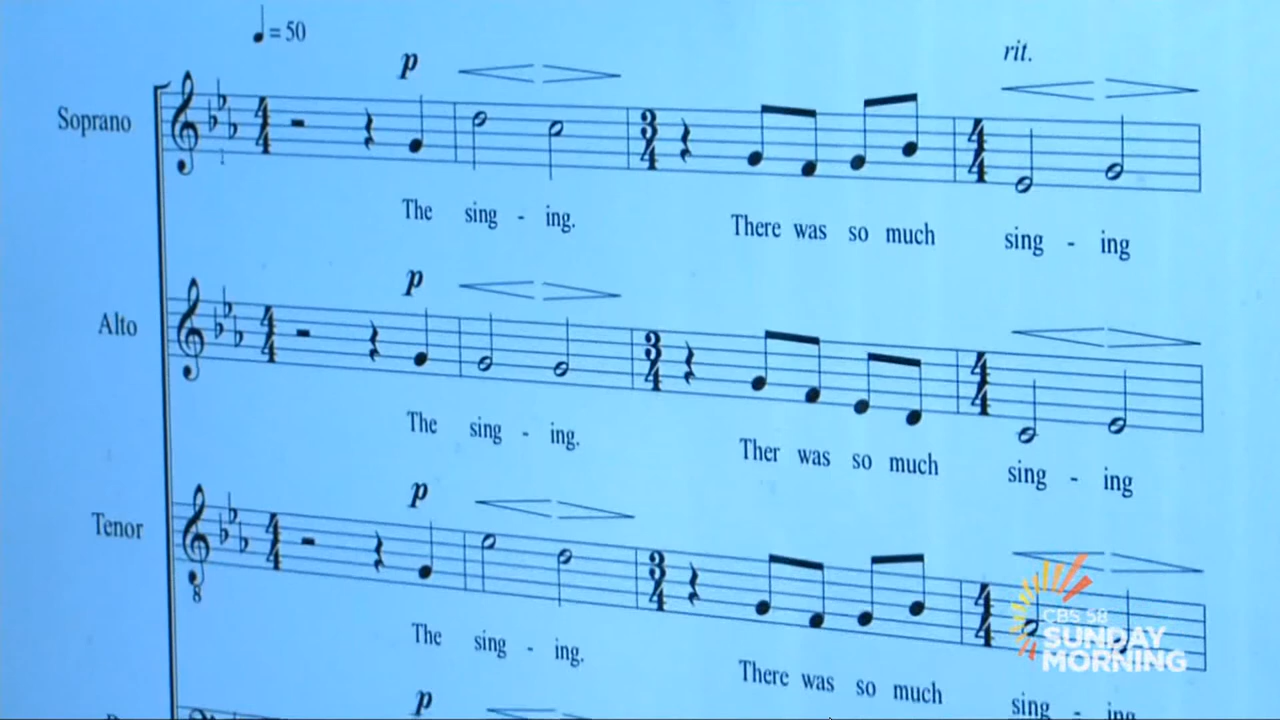 ♩= 50
p
rit.
Soprano
The sing - ing. There was so much sing - ing
p
Alto
The sing - ing. Ther was so much sing - ing
p
Tenor
The sing - ing. There was so much sing - ing
p
CBS 58
SUNDAY
MORNING